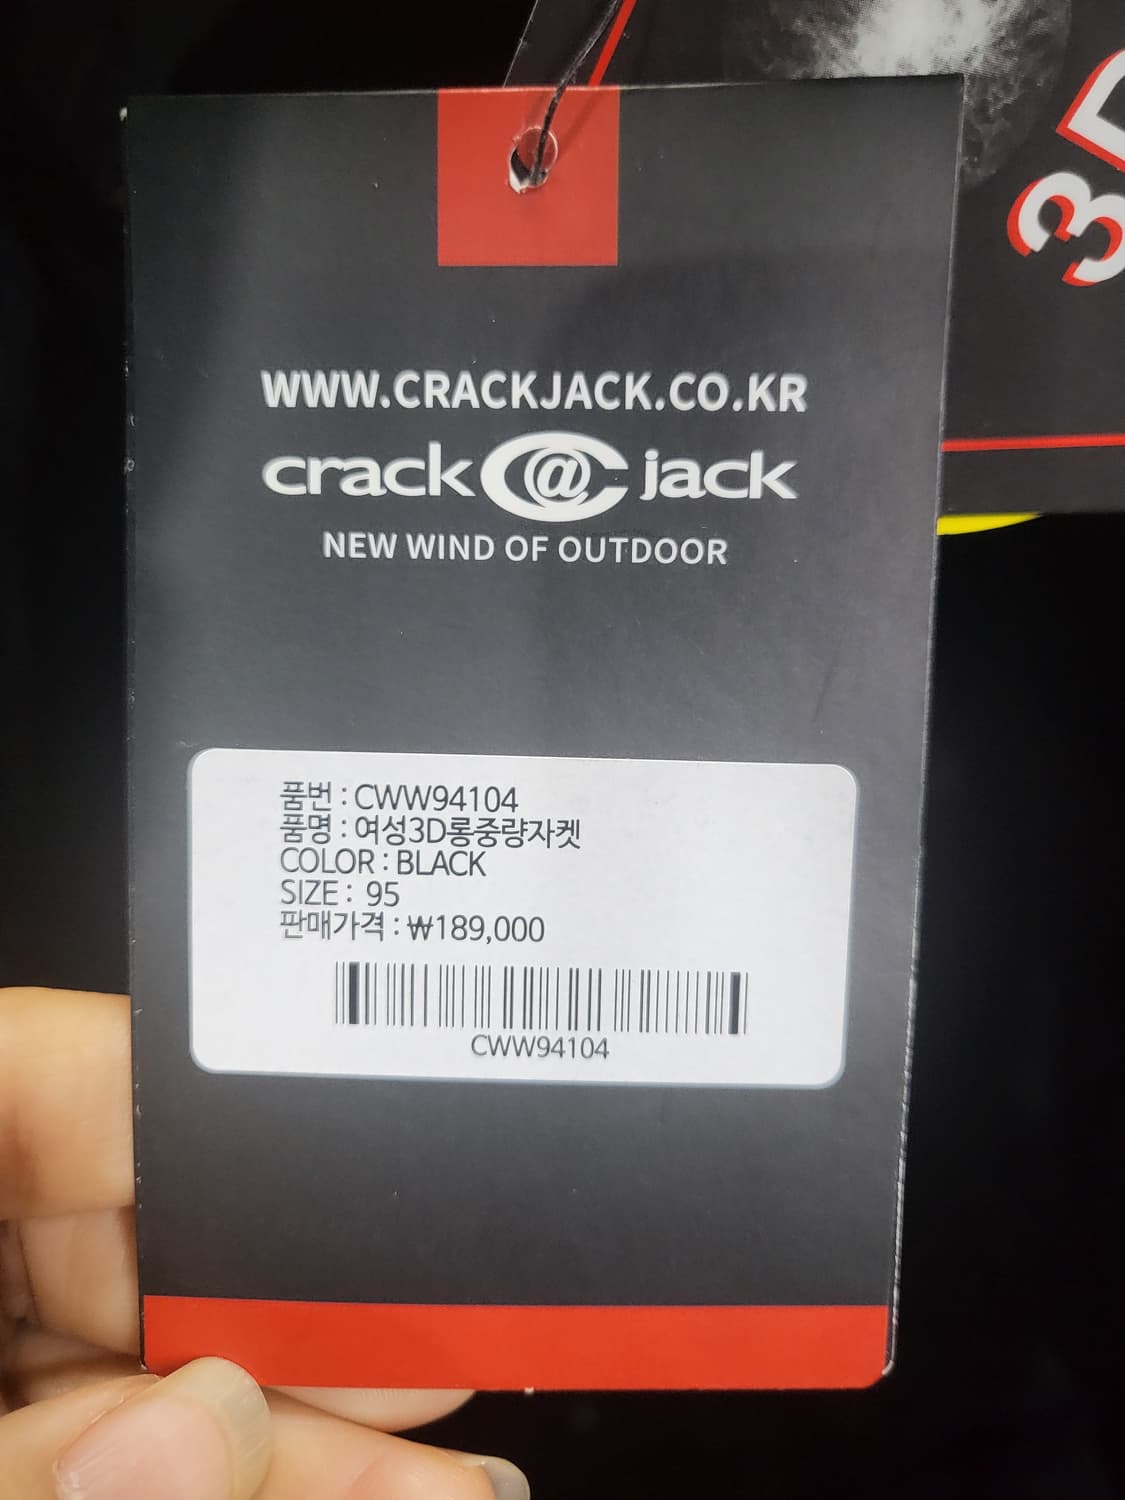 3D
WWW.CRACKJACK.CO.KR
crack @ jack
NEW WIND OF OUTDOOR
품번 : CWW94104
품명 : 여성3D롱중량자켓
COLOR : BLACK
SIZE : 95
판매가격 : ₩189,000
CWW94104